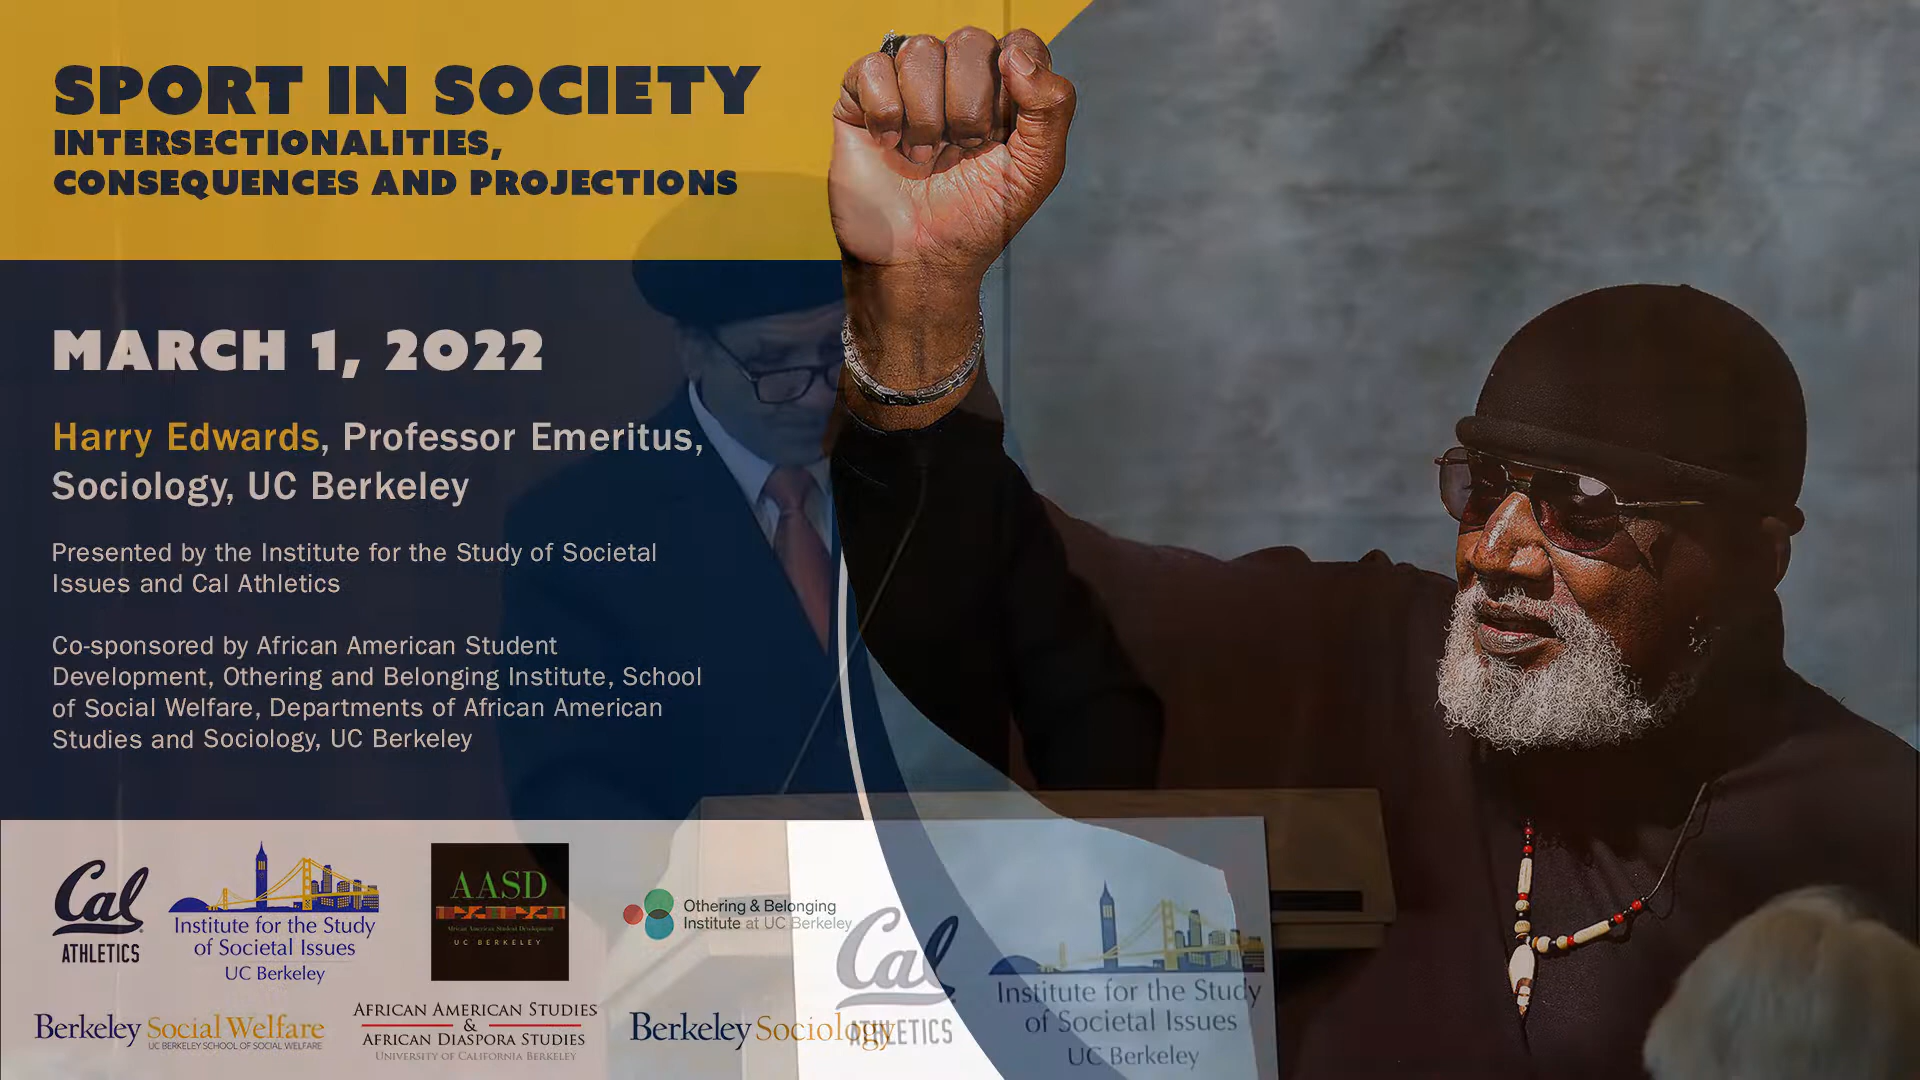 SPORT IN SOCIETY
INTERSECTIONALITIES,
CONSEQUENCES AND PROJECTIONS
MARCH 1, 2022
Harry Edwards, Professor Emeritus,
Sociology, UC Berkeley
Presented by the Institute for the Study of Societal
Issues and Cal Athletics
Co-sponsored by African American Student
Development, Othering and Belonging Institute, School
of Social Welfare, Departments of African American
Studies and Sociology, UC Berkeley
Cal
ATHLETICS
Institute for the Study
of Societal Issues
UC Berkeley
AASD
African American Student Development
UC BERKELEY
Othering & Belonging
Institute at UC Berkeley
Berkeley Social Welfare
UC BERKELEY SCHOOL OF SOCIAL WELFARE
AFRICAN AMERICAN STUDIES
&
AFRICAN DIASPORA STUDIES
UNIVERSITY OF CALIFORNIA BERKELEY
Berkeley Sociology
Cal
ATHLETICS
Institute for the Study
of Societal Issues
UC Berkeley